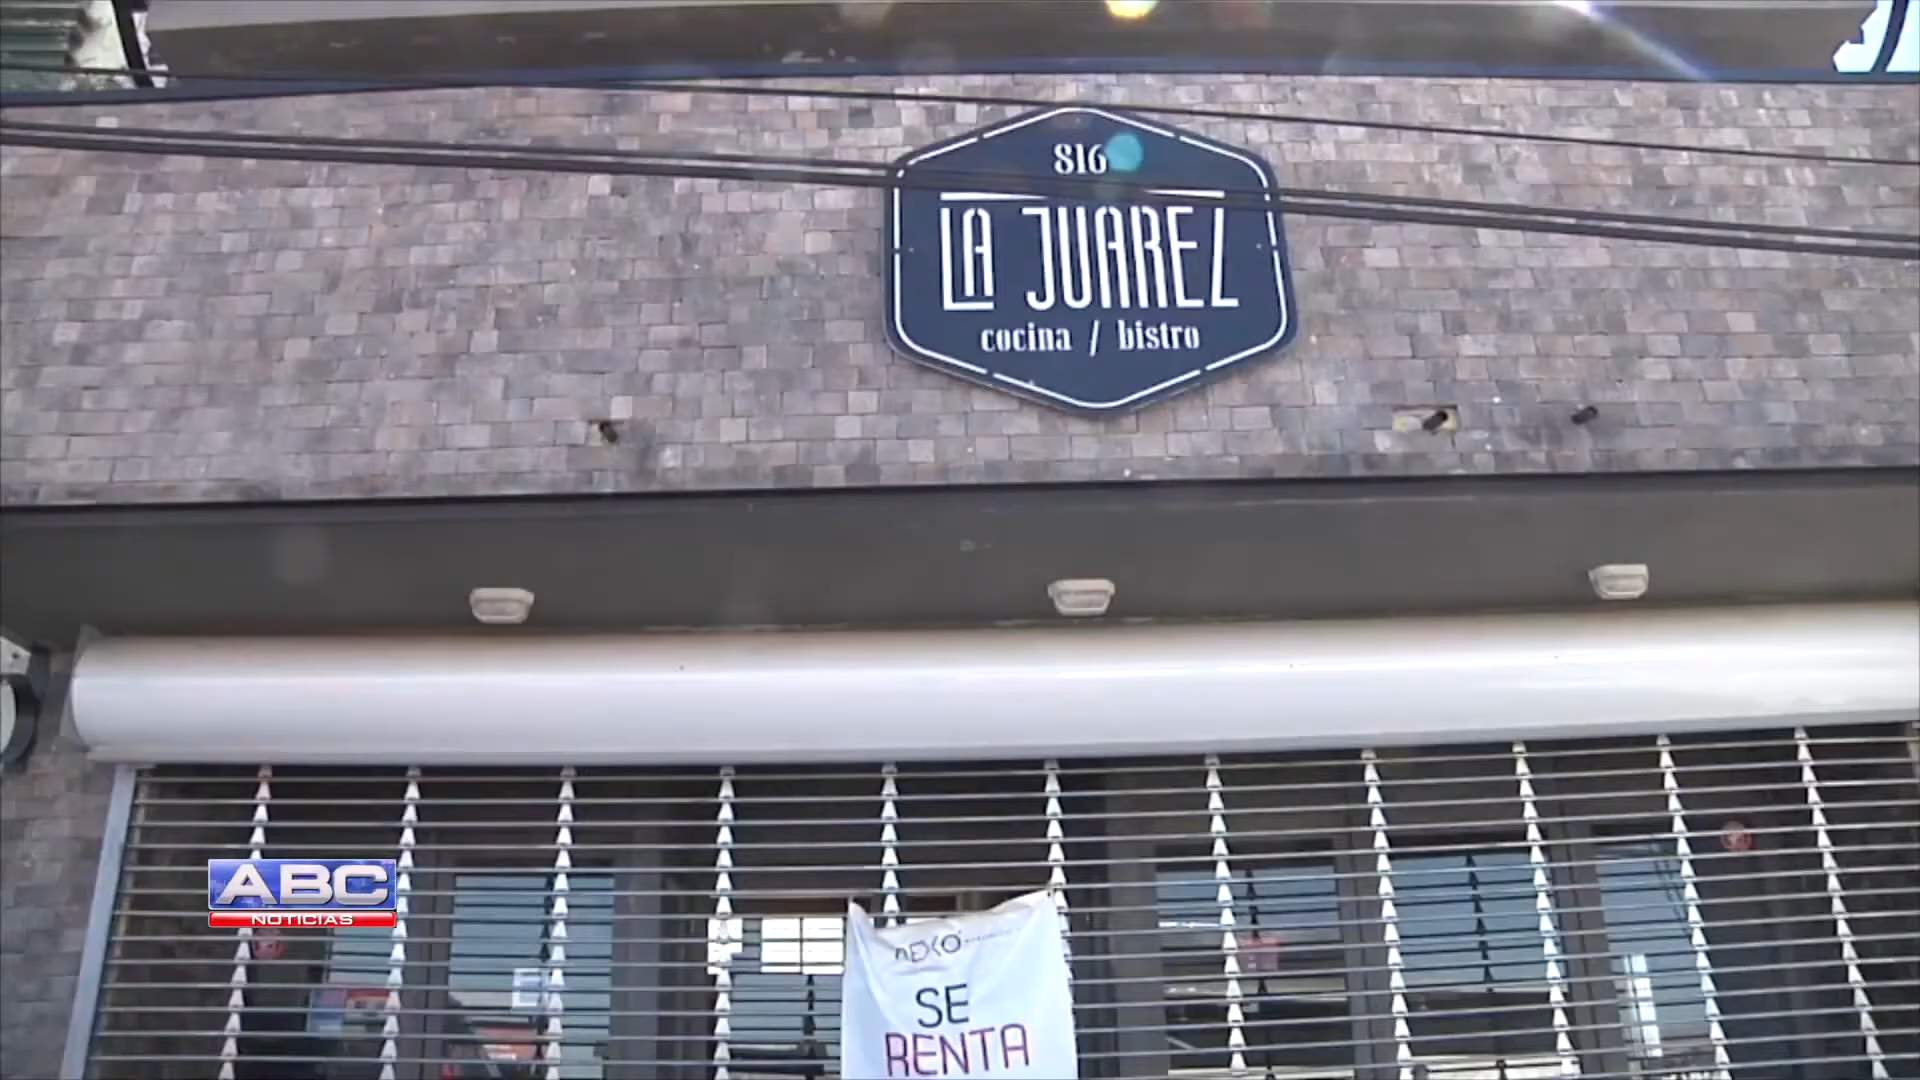 816
LA JUAREZ
cocina / bistro
ABC
NOTICIAS
SE
RENTA